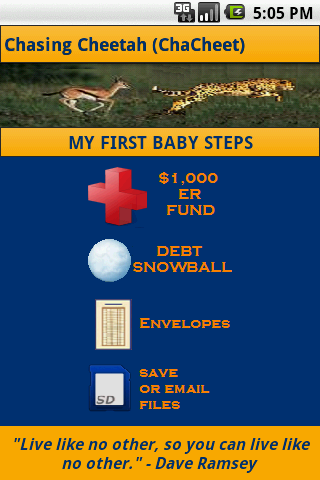 3G
5:05 PM
Chasing Cheetah (ChaCheet)
MY FIRST BABY STEPS
$1,000
ER
FUND
DEBT
SNOWBALL
ENVELOPES
SAVE
OR EMAIL
FILES
SD
"Live like no other, so you can live like
no other." - Dave Ramsey